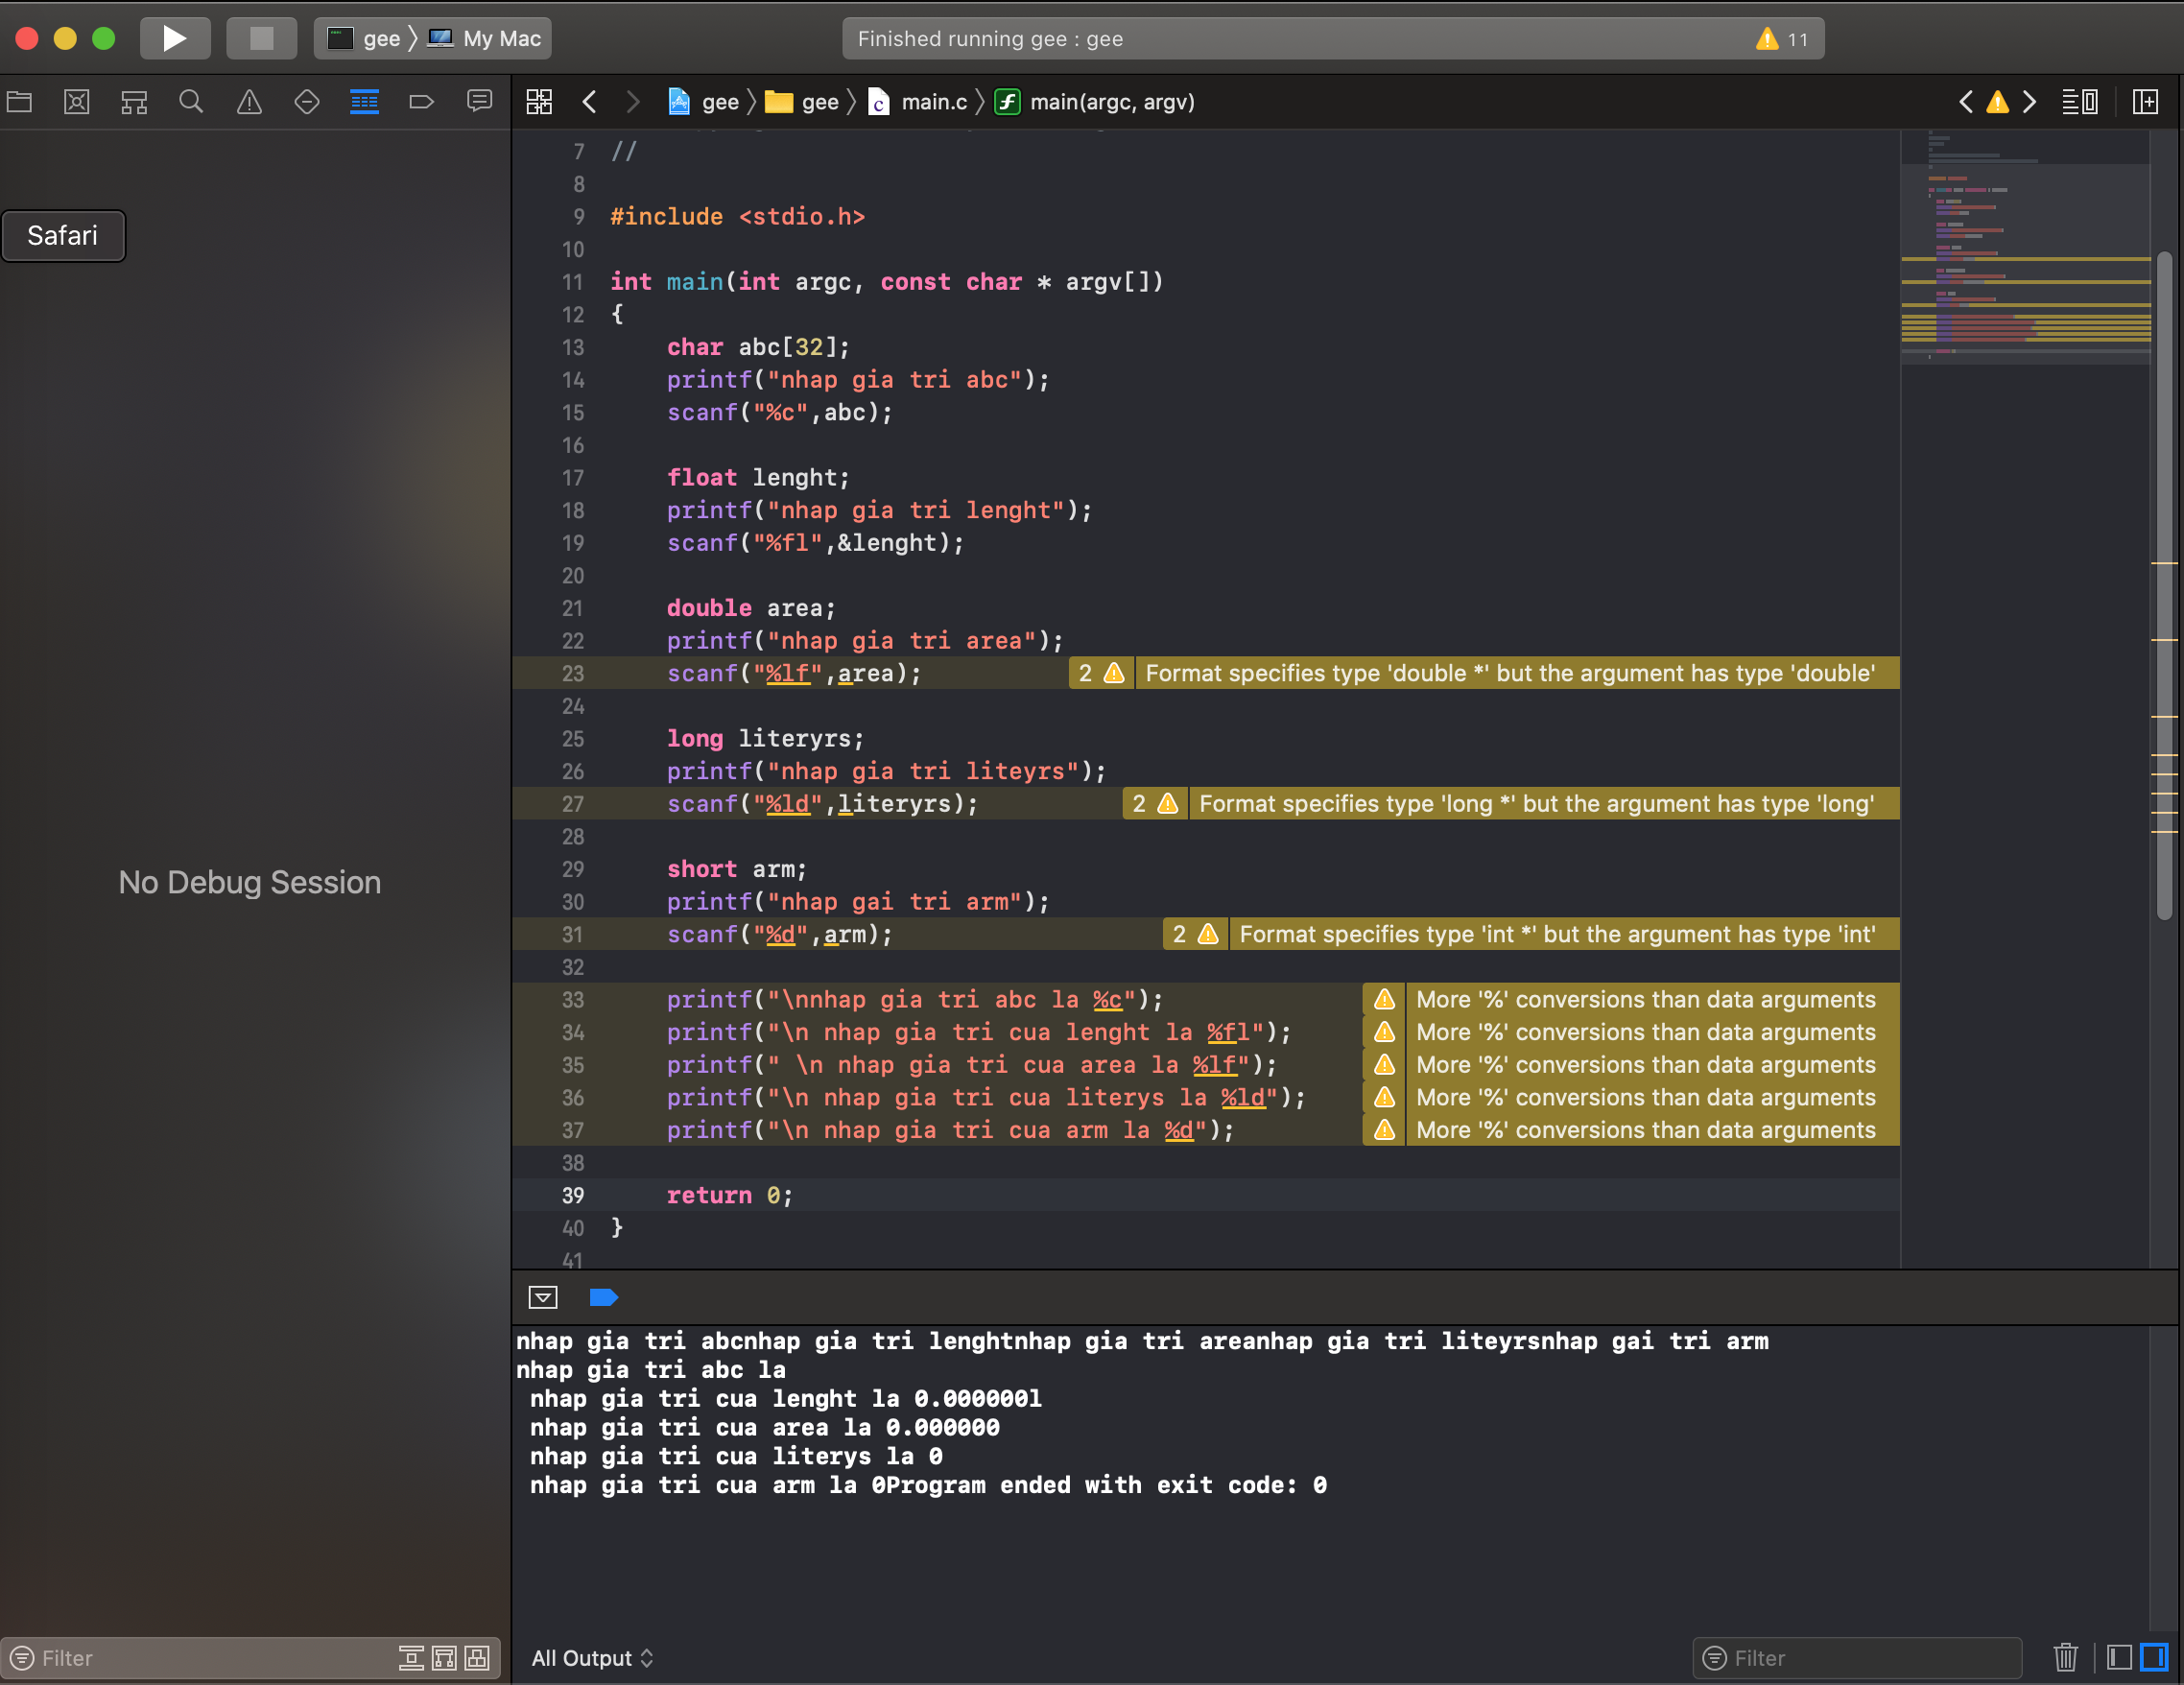 gee My Mac
Finished running gee : gee
11
gee gee main.c main(argc, argv)
Safari
No Debug Session
7 //
8
9 #include <stdio.h>
10
11 int main(int argc, const char * argv[])
12 {
13 char abc[32];
14 printf("nhap gia tri abc");
15 scanf("%c",abc);
16
17 float lenght;
18 printf("nhap gia tri lenght");
19 scanf("%fl",&lenght);
20
21 double area;
22 printf("nhap gia tri area");
23 scanf("%lf",area); 2 Format specifies type 'double *' but the argument has type 'double'
24
25 long literyrs;
26 printf("nhap gia tri liteyrs");
27 scanf("%ld",literyrs); 2 Format specifies type 'long *' but the argument has type 'long'
28
29 short arm;
30 printf("nhap gai tri arm");
31 scanf("%d",arm); 2 Format specifies type 'int *' but the argument has type 'int'
32
33 printf("\nnhap gia tri abc la %c"); More '%' conversions than data arguments
34 printf("\n nhap gia tri cua lenght la %fl"); More '%' conversions than data arguments
35 printf(" \n nhap gia tri cua area la %lf"); More '%' conversions than data arguments
36 printf("\n nhap gia tri cua literys la %ld"); More '%' conversions than data arguments
37 printf("\n nhap gia tri cua arm la %d"); More '%' conversions than data arguments
38
39 return 0;
40 }
41
nhap gia tri abcnhap gia tri lenghtnhap gia tri areanhap gia tri liteyrsnhap gai tri arm
nhap gia tri abc la
nhap gia tri cua lenght la 0.000000l
nhap gia tri cua area la 0.000000
nhap gia tri cua literys la 0
nhap gia tri cua arm la 0Program ended with exit code: 0
Filter
All Output
Filter